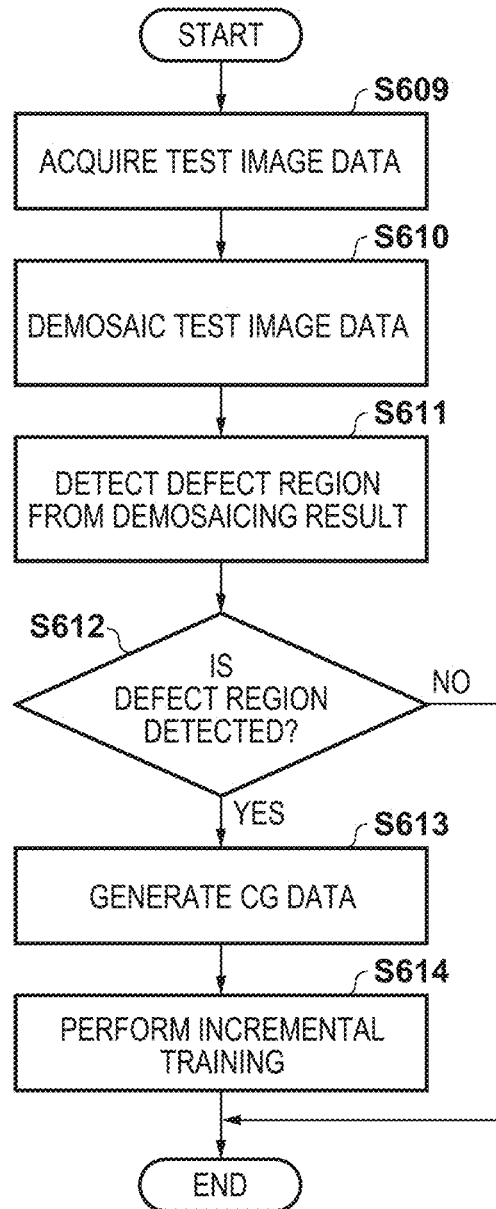 START
S609
ACQUIRE TEST IMAGE DATA
S610
DEMOSAIC TEST IMAGE DATA
S611
DETECT DEFECT REGION
FROM DEMOSAICING RESULT
S612
IS
DEFECT REGION
DETECTED?
NO
YES
S613
GENERATE CG DATA
S614
PERFORM INCREMENTAL
TRAINING
END